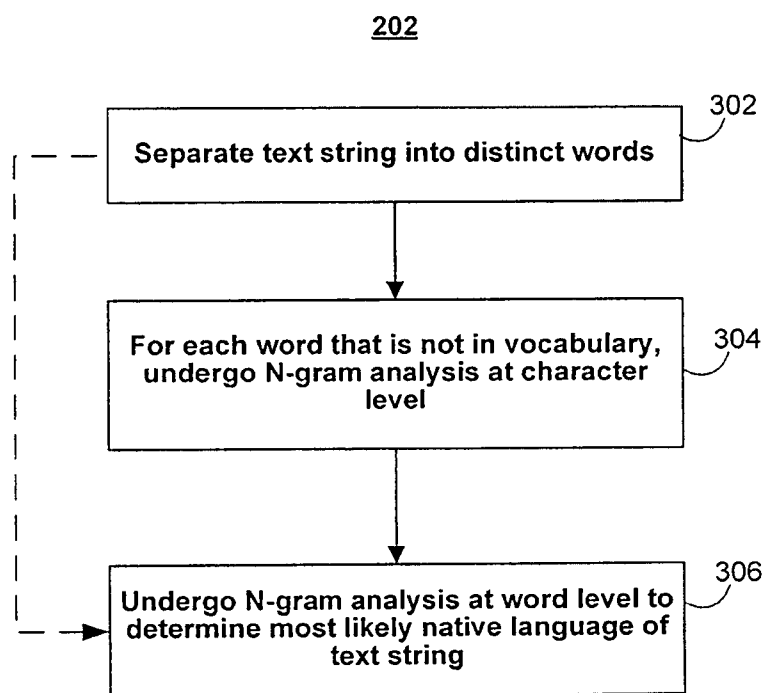 202
302
Separate text string into distinct words
304
For each word that is not in vocabulary,
undergo N-gram analysis at character
level
306
Undergo N-gram analysis at word level to
determine most likely native language of
text string